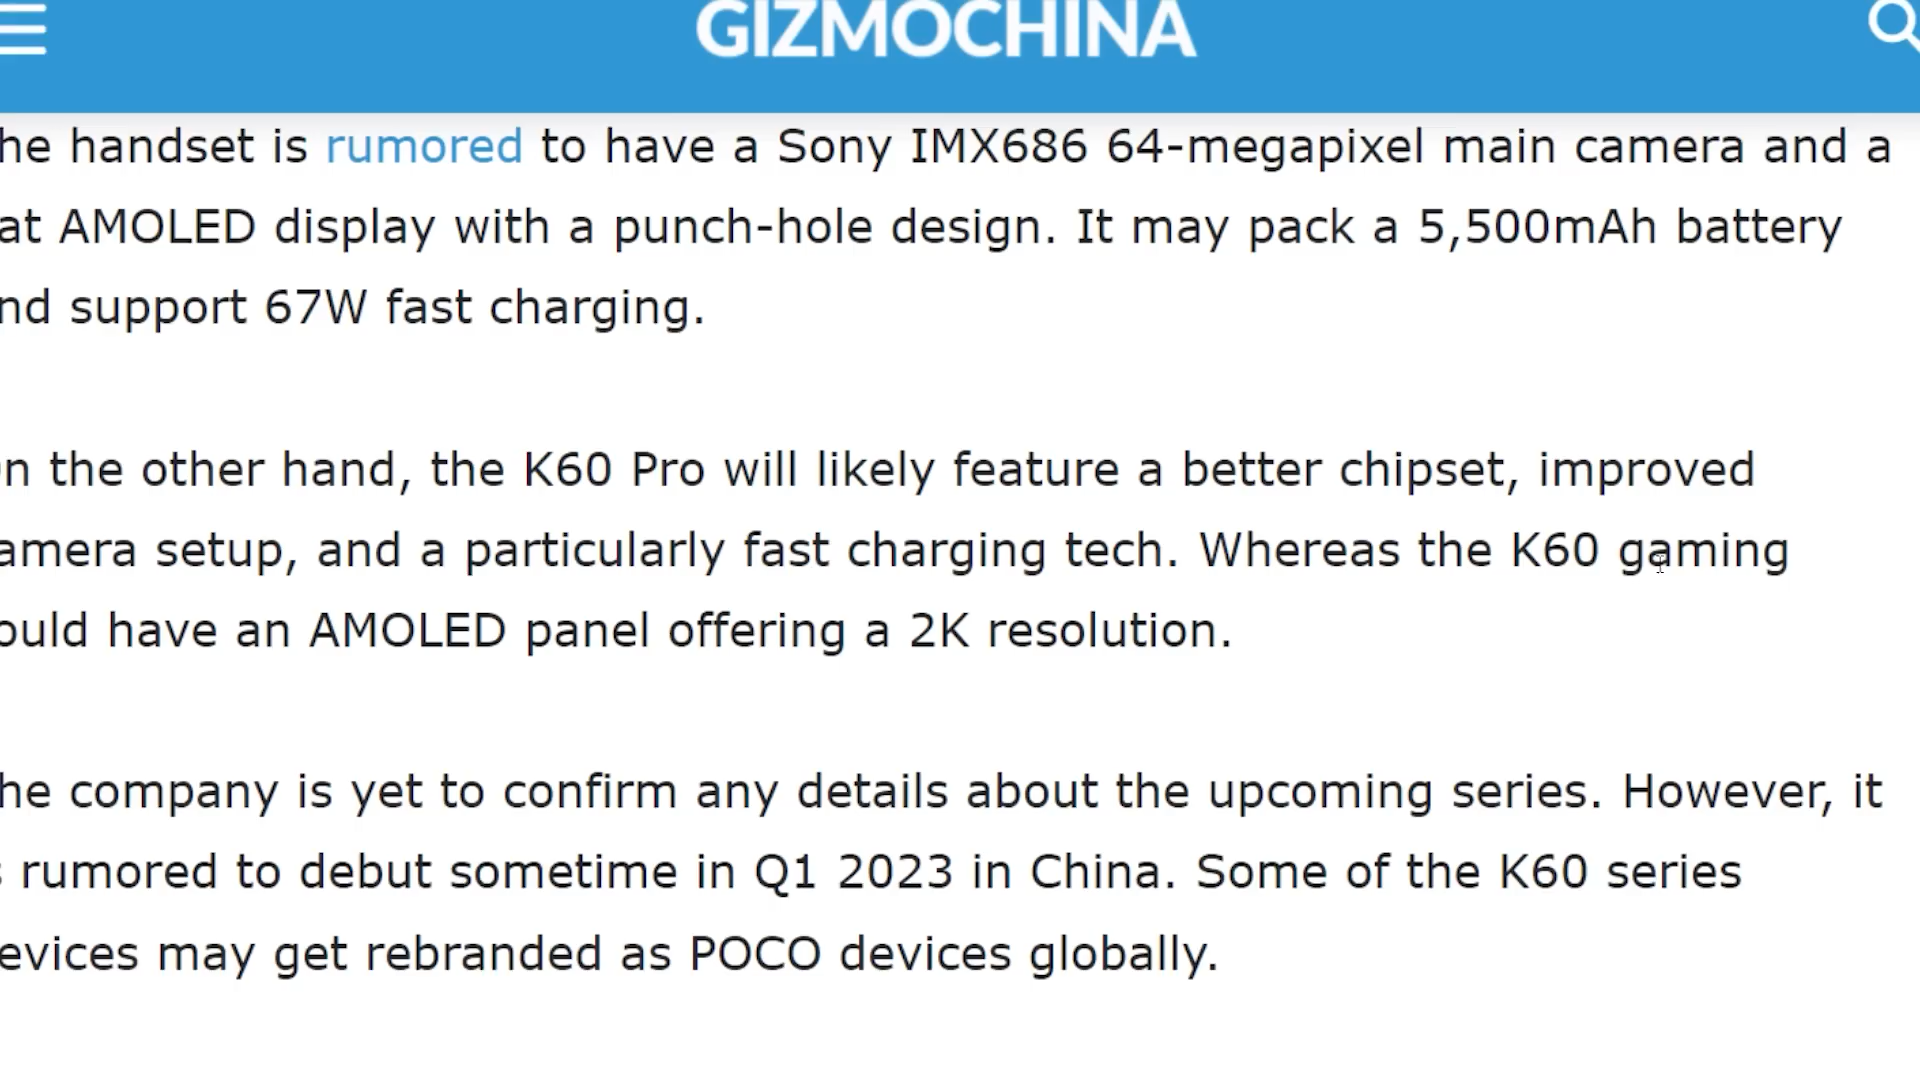 GIZMOCHINA
he handset is rumored to have a Sony IMX686 64-megapixel main camera and a
at AMOLED display with a punch-hole design. It may pack a 5,500mAh battery
nd support 67W fast charging.
n the other hand, the K60 Pro will likely feature a better chipset, improved
amera setup, and a particularly fast charging tech. Whereas the K60 gaming
ould have an AMOLED panel offering a 2K resolution.
he company is yet to confirm any details about the upcoming series. However, it
s rumored to debut sometime in Q1 2023 in China. Some of the K60 series
evices may get rebranded as POCO devices globally.